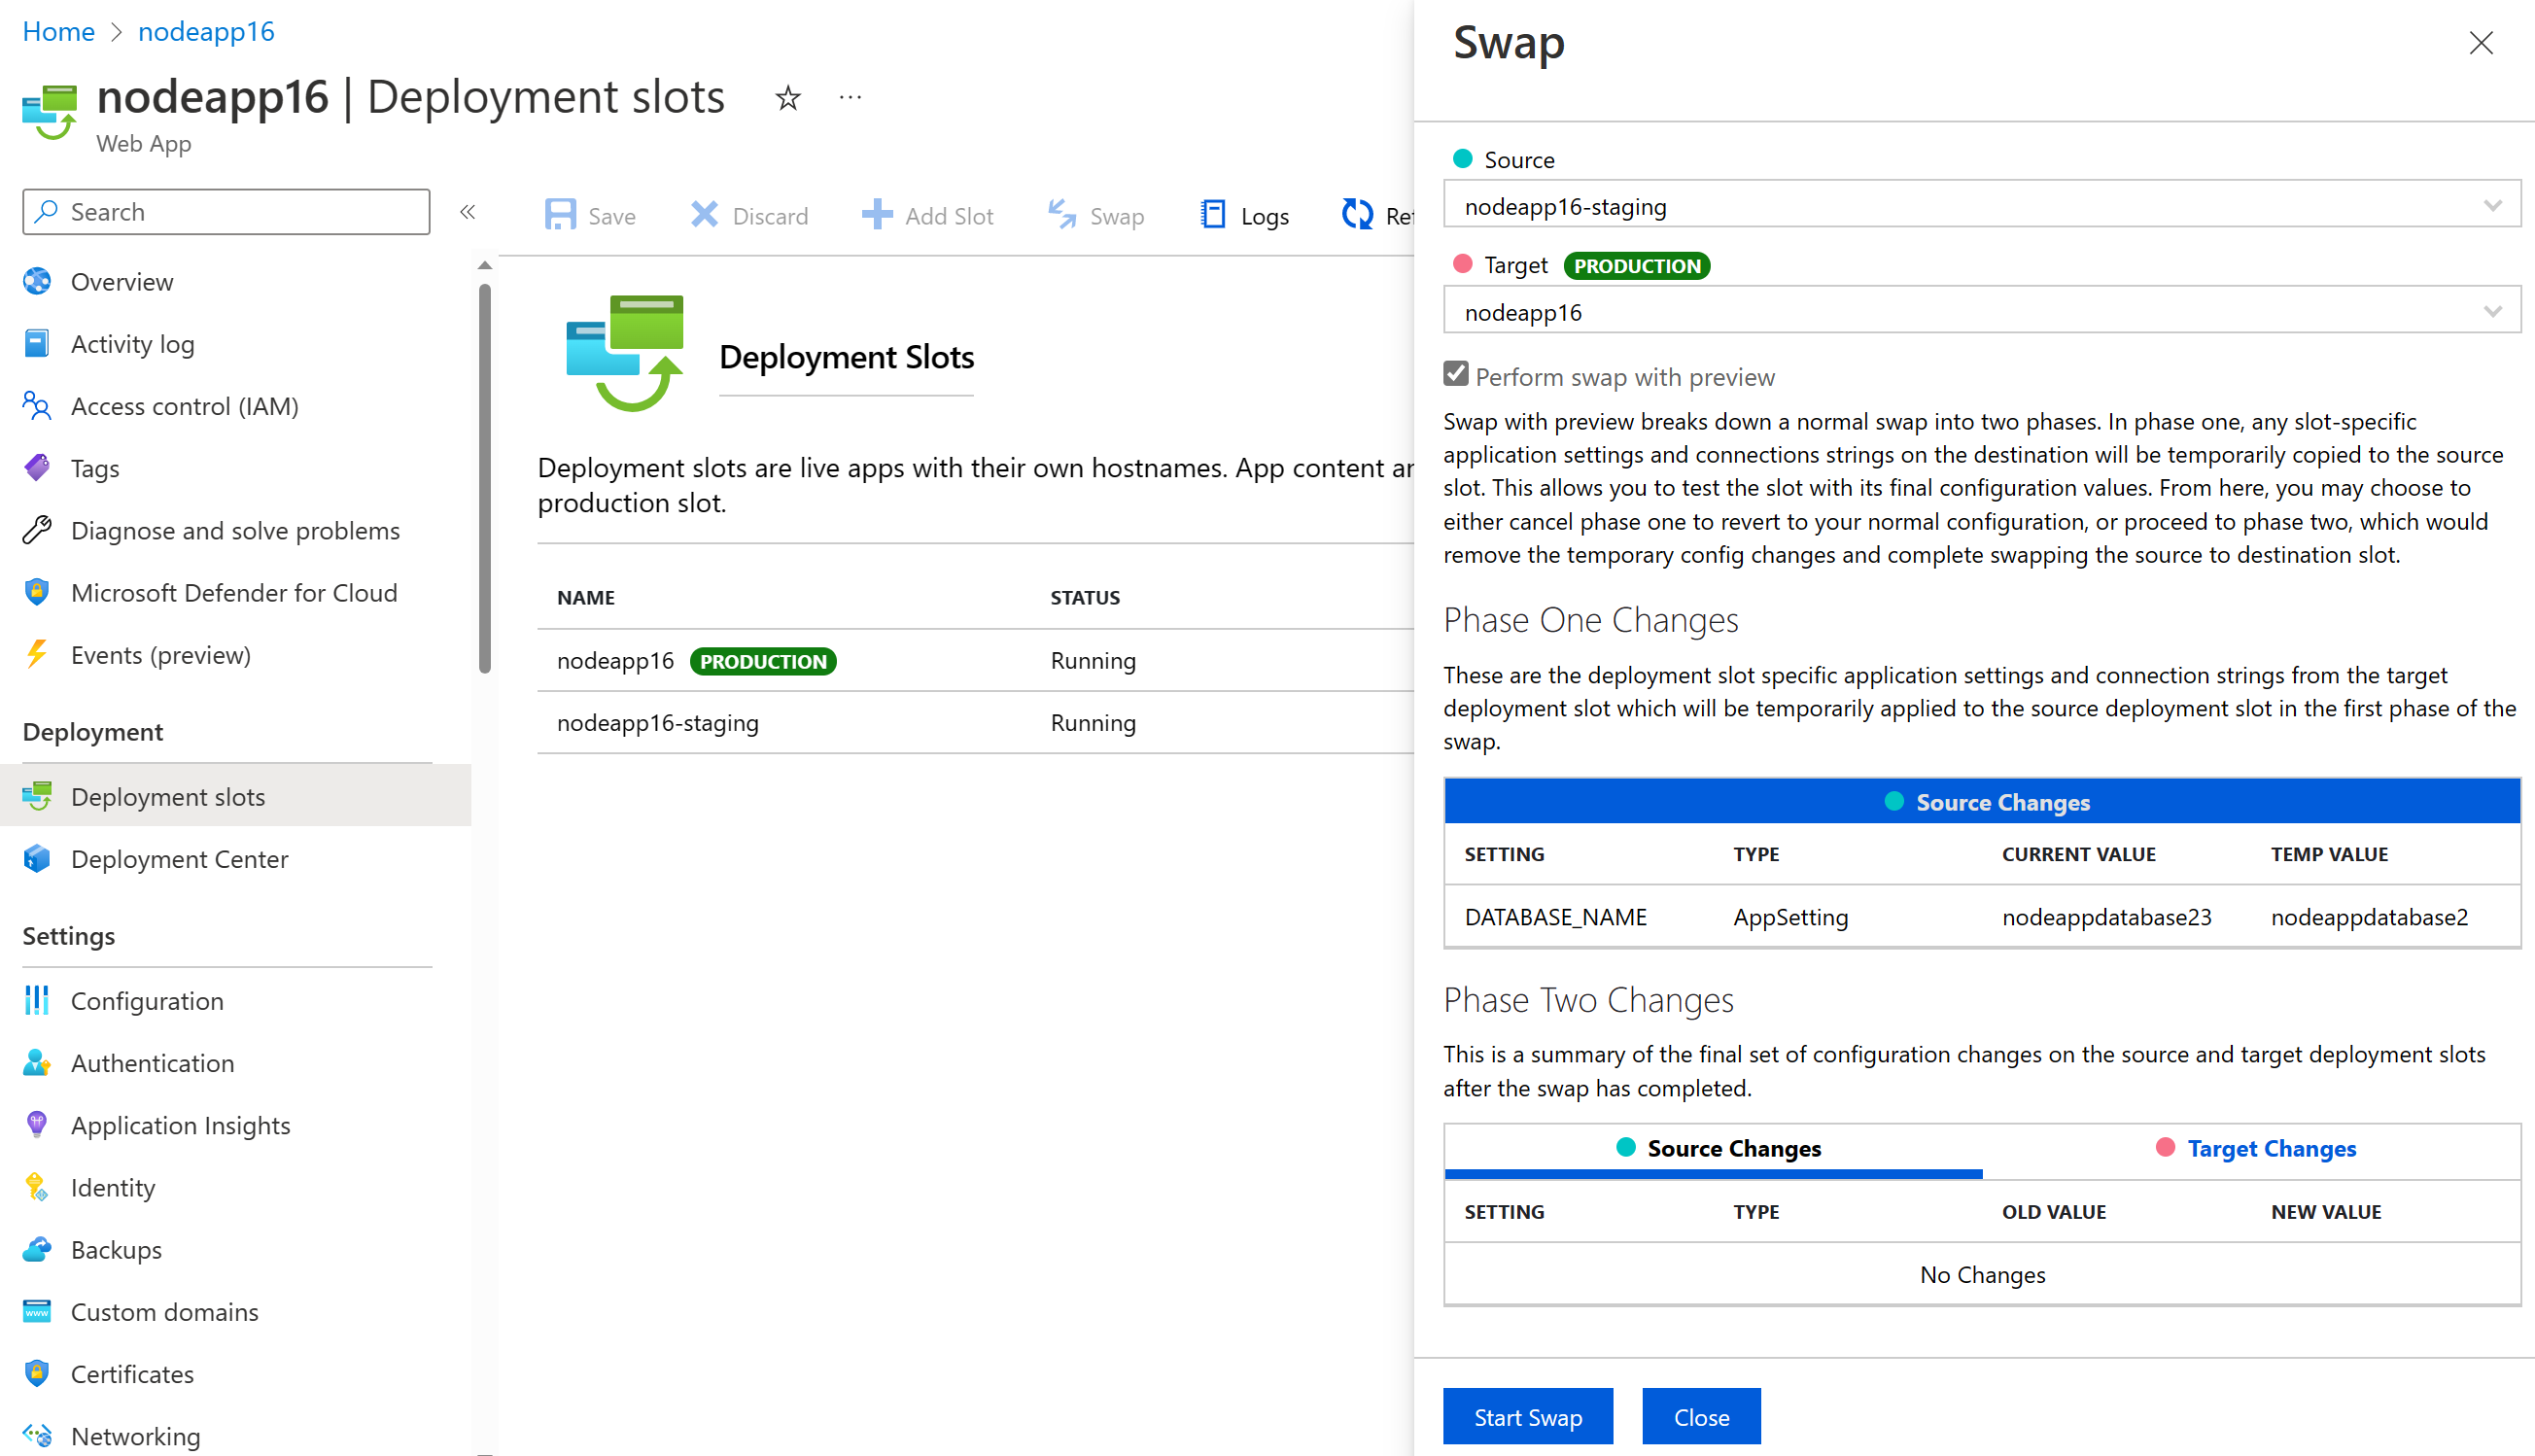 Home > nodeapp16
nodeapp16 | Deployment slots
Web App
Search
Overview
Activity log
Access control (IAM)
Tags
Diagnose and solve problems
Microsoft Defender for Cloud
Events (preview)
Deployment
Deployment slots
Deployment Center
Settings
Configuration
Authentication
Application Insights
Identity
Backups
Custom domains
Certificates
Networking
Save Discard Add Slot Swap Logs
Deployment Slots
Deployment slots are live apps with their own hostnames. App content
production slot.
NAME STATUS
nodeapp16 PRODUCTION Running
nodeapp16-staging Running
Swap
Source
nodeapp16-staging
Target PRODUCTION
nodeapp16
Perform swap with preview
Swap with preview breaks down a normal swap into two phases. In phase one, any slot-specific
application settings and connections strings on the destination will be temporarily copied to the source
slot. This allows you to test the slot with its final configuration values. From here, you may choose to
either cancel phase one to revert to your normal configuration, or proceed to phase two, which would
remove the temporary config changes and complete swapping the source to destination slot.
Phase One Changes
These are the deployment slot specific application settings and connection strings from the target
deployment slot which will be temporarily applied to the source deployment slot in the first phase of the
swap.
Source Changes
SETTING TYPE CURRENT VALUE TEMP VALUE
DATABASE_NAME AppSetting nodeappdatabase23 nodeappdatabase2
Phase Two Changes
This is a summary of the final set of configuration changes on the source and target deployment slots
after the swap has completed.
Source Changes Target Changes
SETTING TYPE OLD VALUE NEW VALUE
No Changes
Start Swap Close